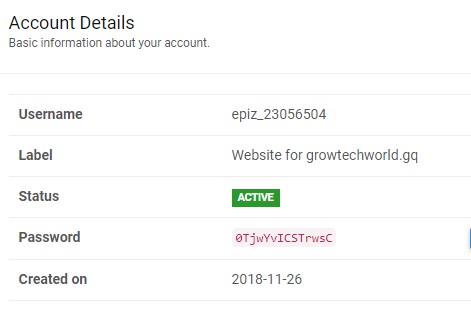 Account Details
Basic information about your account.
Username epiz_23056504
Label Website for growtechworld.gq
Status ACTIVE
Password 0TjwYvICSTrwsC
Created on 2018-11-26